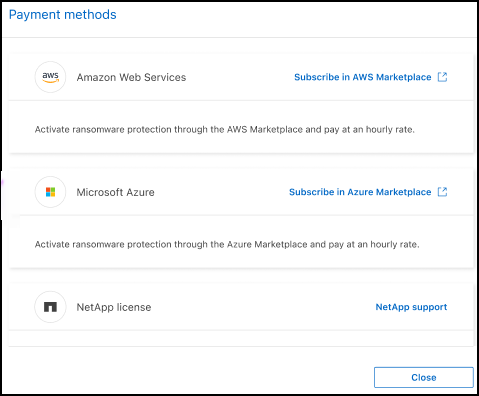 Payment methods
aws
Amazon Web Services
Subscribe in AWS Marketplace
Activate ransomware protection through the AWS Marketplace and pay at an hourly rate.
Microsoft Azure
Subscribe in Azure Marketplace
Activate ransomware protection through the Azure Marketplace and pay at an hourly rate.
NetApp license
NetApp support
Close